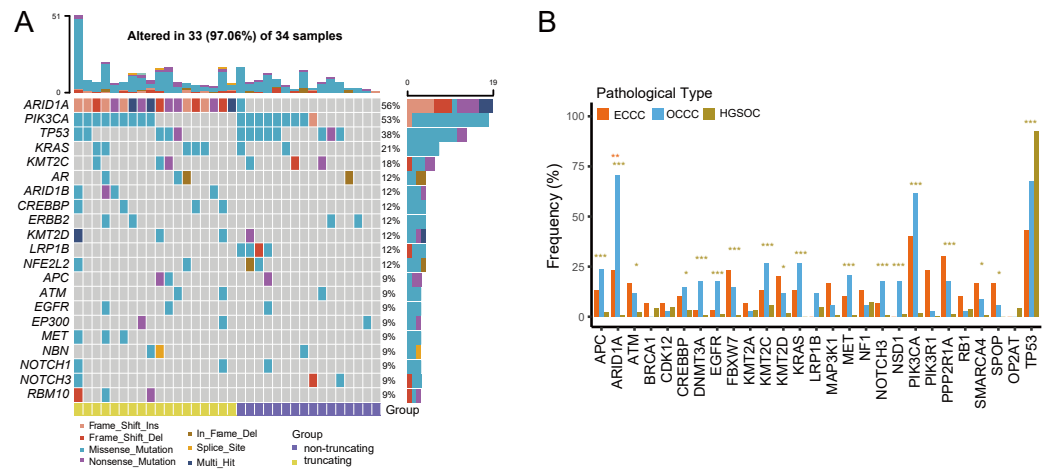 A
51
0
Altered in 33 (97.06%) of 34 samples
0 19
ARID1A 56%
PIK3CA 53%
TP53 38%
KRAS 21%
KMT2C 18%
AR 12%
ARID1B 12%
CREBBP 12%
ERBB2 12%
KMT2D 12%
LRP1B 12%
NFE2L2 12%
APC 9%
ATM 9%
EGFR 9%
EP300 9%
MET 9%
NBN 9%
NOTCH1 9%
NOTCH3 9%
RBM10 9%
Group
Frame_Shift_Ins
Frame_Shift_Del
Missense_Mutation
Nonsense_Mutation
In_Frame_Del
Splice_Site
Multi_Hit
Group
non-truncating
truncating
B
Pathological Type
ECCC OCCC HGSOC
Frequency (%)
100
75
50
25
0
***
**
***
*
*
***
***
***
***
*
***
*
***
***
***
***
*
*
***
APC
ARID1A
ATM
BRCA1
CDK12
CREBBP
DNMT3A
EGFR
FBXW7
KMT2A
KMT2C
KMT2D
KRAS
LRP1B
MAP3K1
MET
NF1
NOTCH3
NSD1
PIK3CA
PIK3R1
PPP2R1A
RB1
SMARCA4
SPOP
OP2AT
TP53